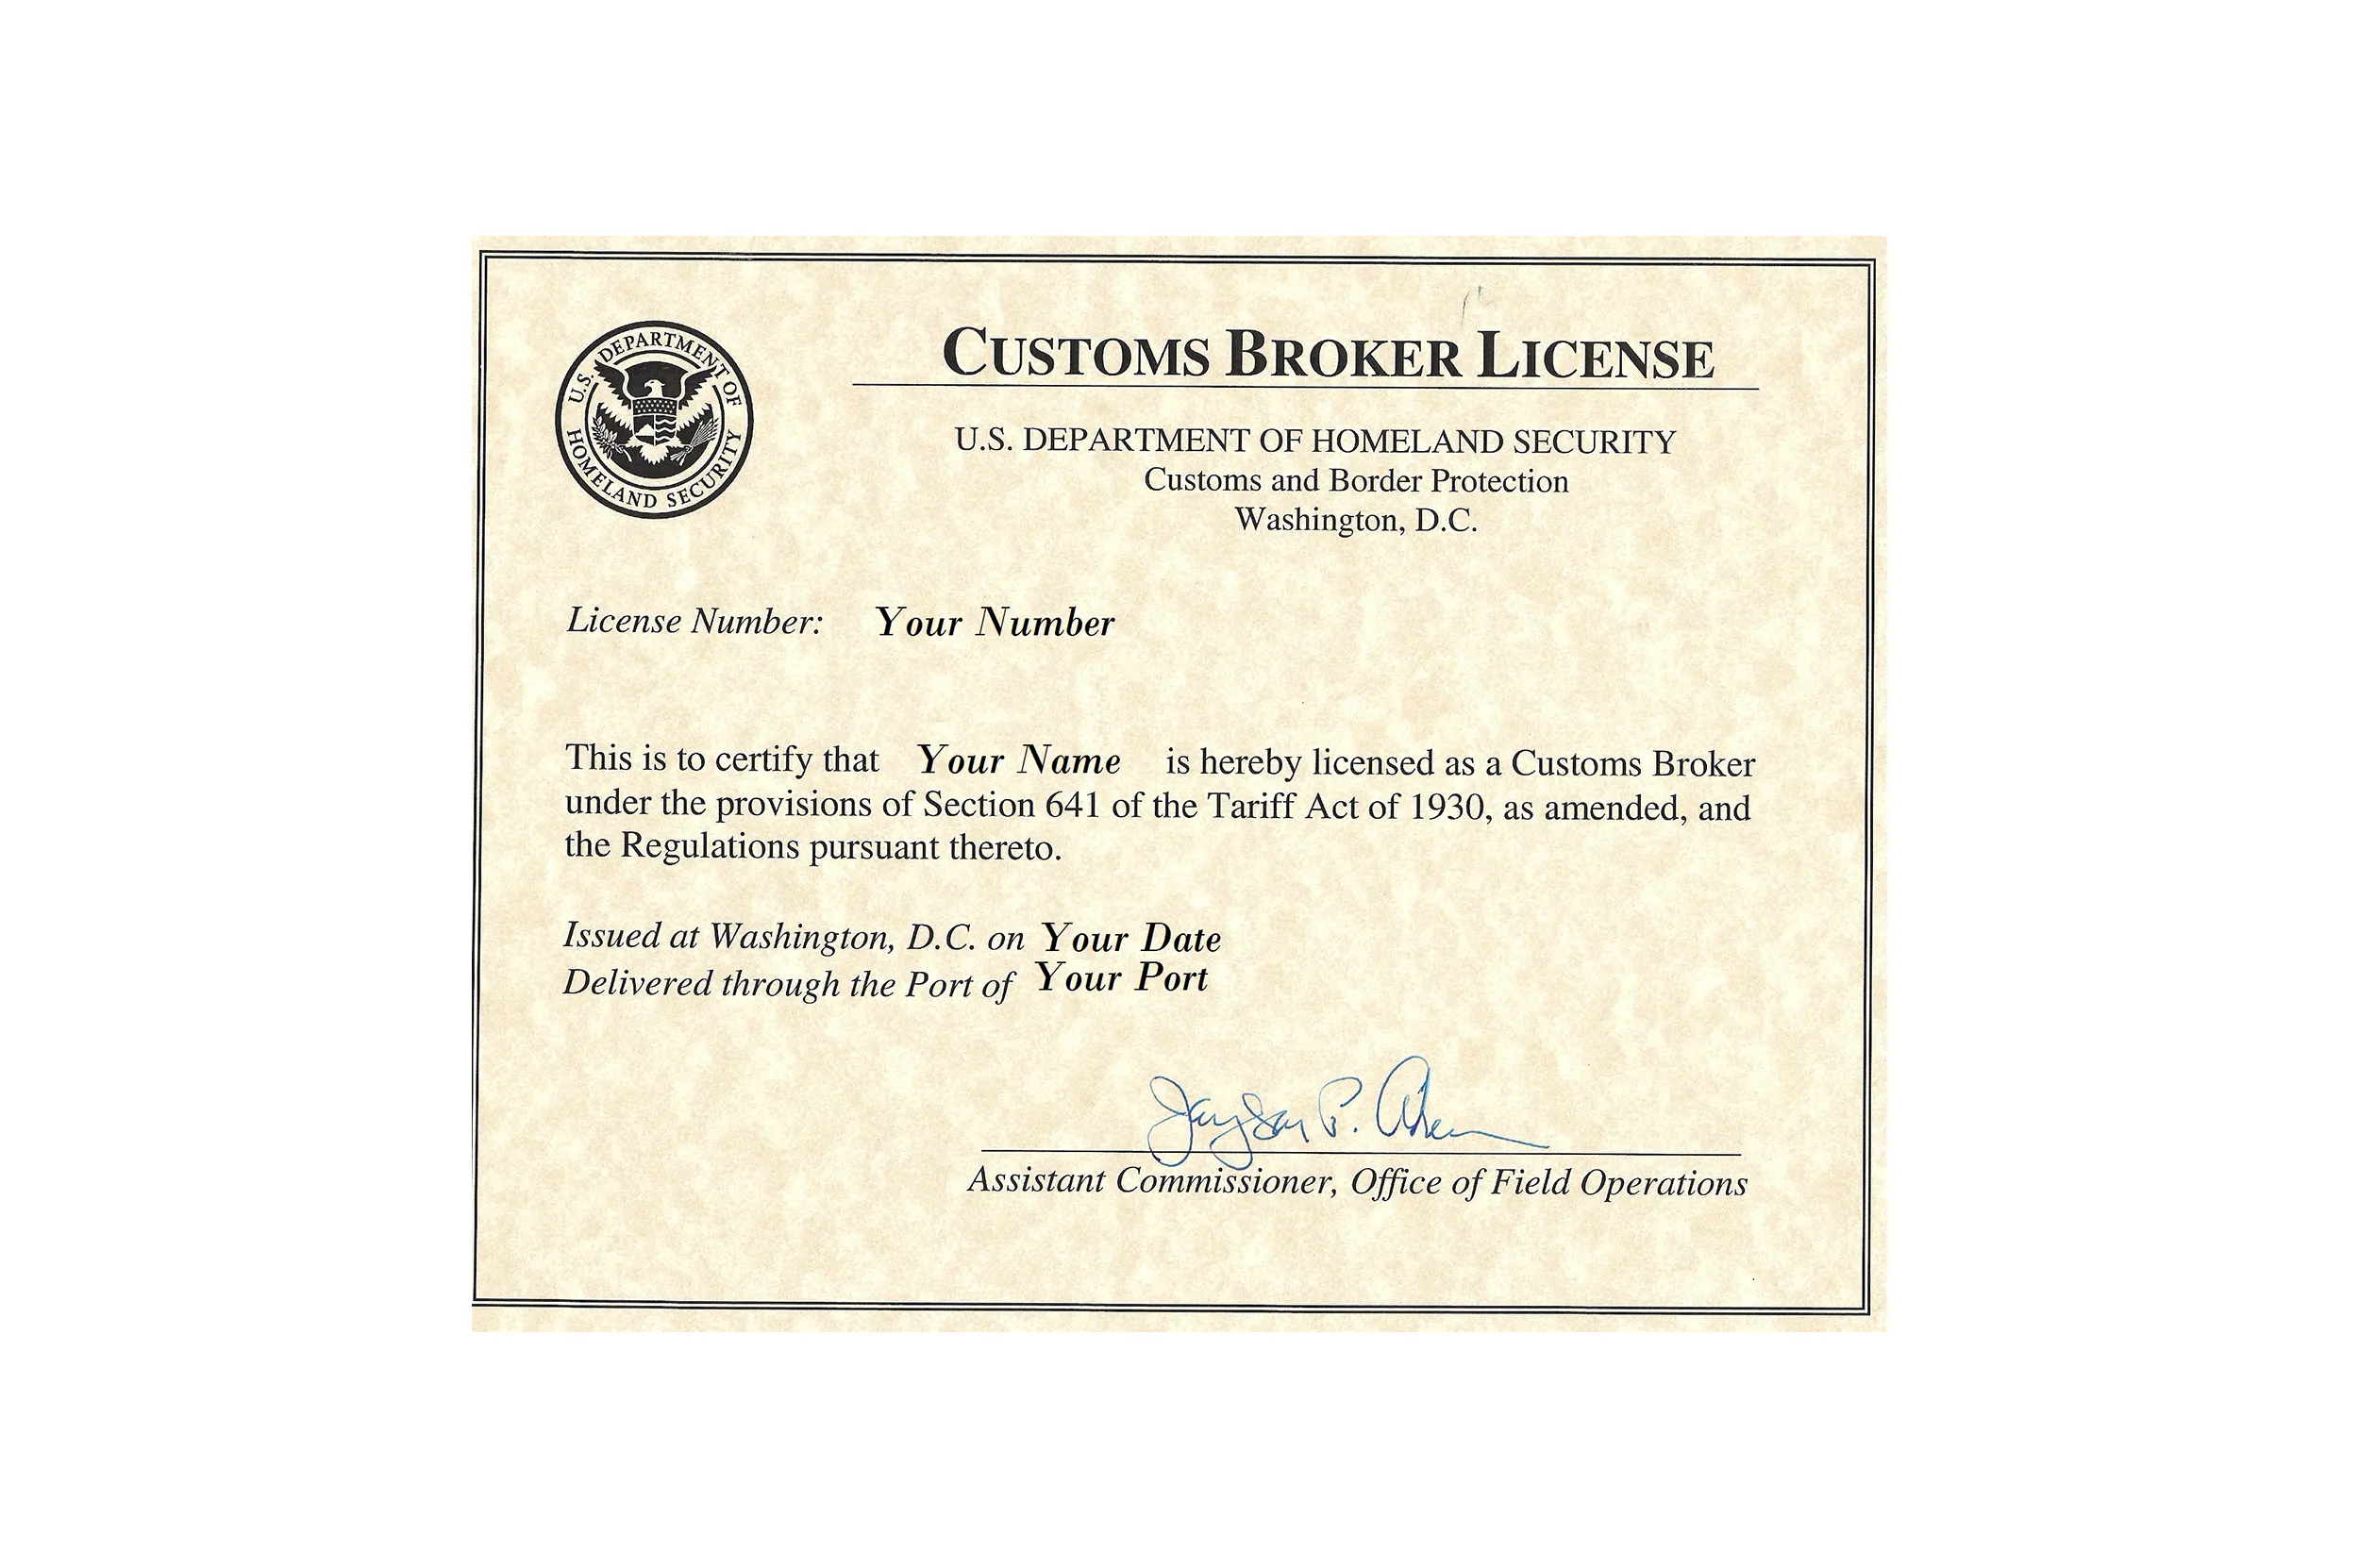 U.S. DEPARTMENT OF HOMELAND SECURITY
CUSTOMS BROKER LICENSE
U.S. DEPARTMENT OF HOMELAND SECURITY
Customs and Border Protection
Washington, D.C.
License Number: Your Number
This is to certify that Your Name is hereby licensed as a Customs Broker
under the provisions of Section 641 of the Tariff Act of 1930, as amended, and
the Regulations pursuant thereto.
Issued at Washington, D.C. on Your Date
Delivered through the Port of Your Port
Assistant Commissioner, Office of Field Operations